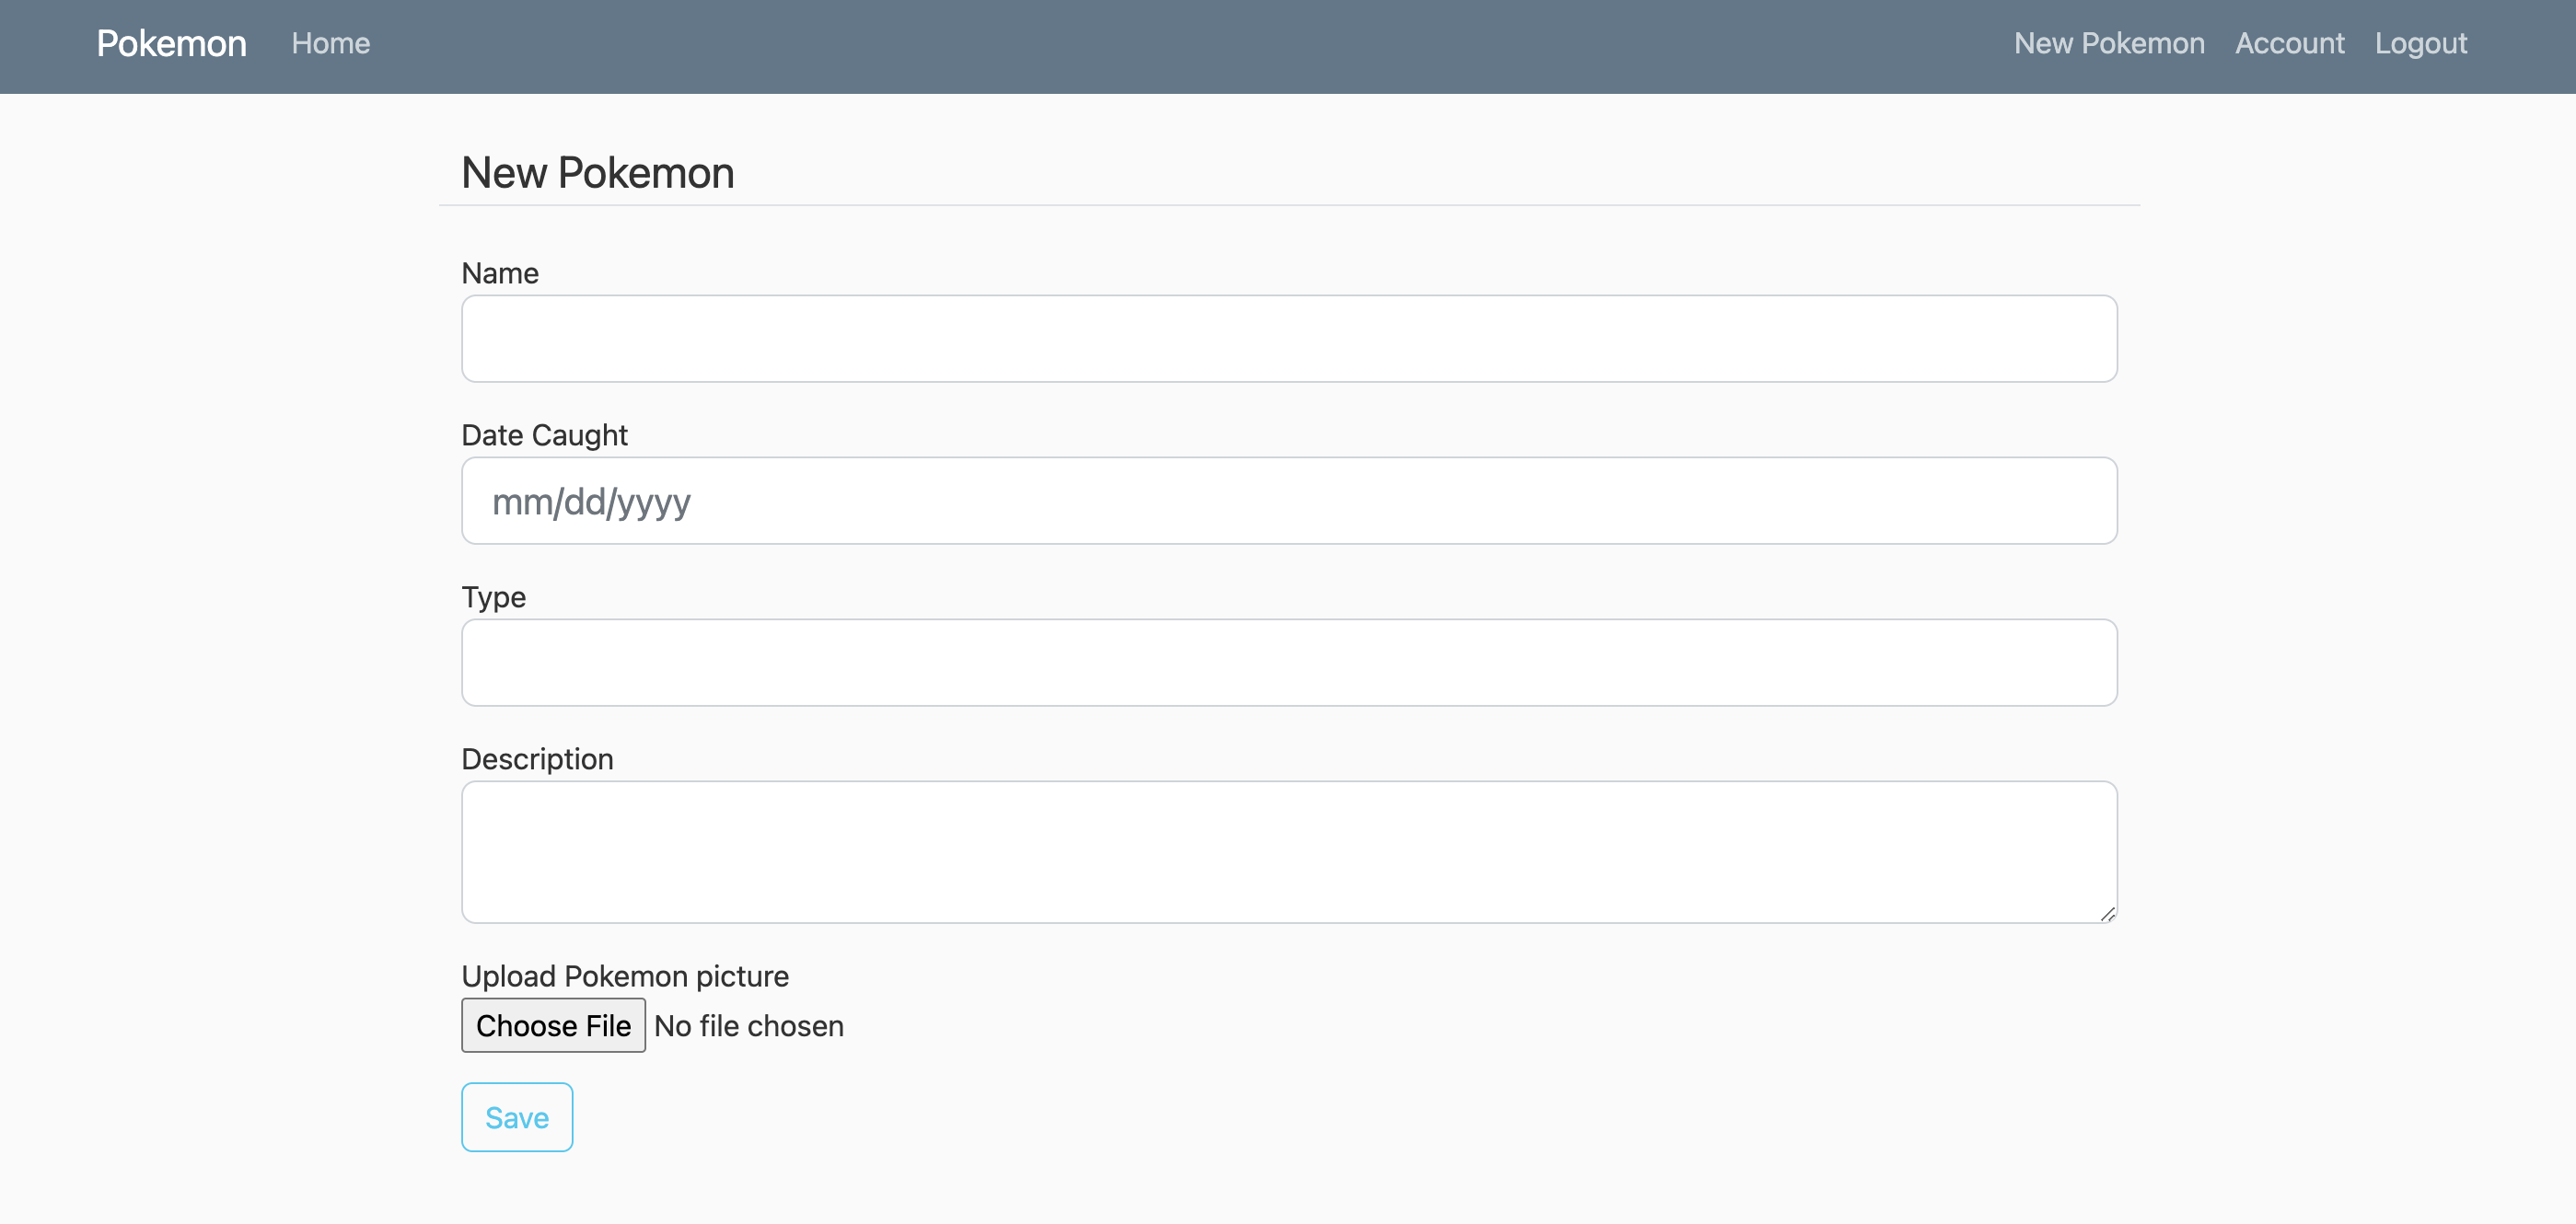 Pokemon Home New Pokemon Account Logout
New Pokemon
Name
Date Caught
mm/dd/yyyy
Type
Description
Upload Pokemon picture
Choose File No file chosen
Save